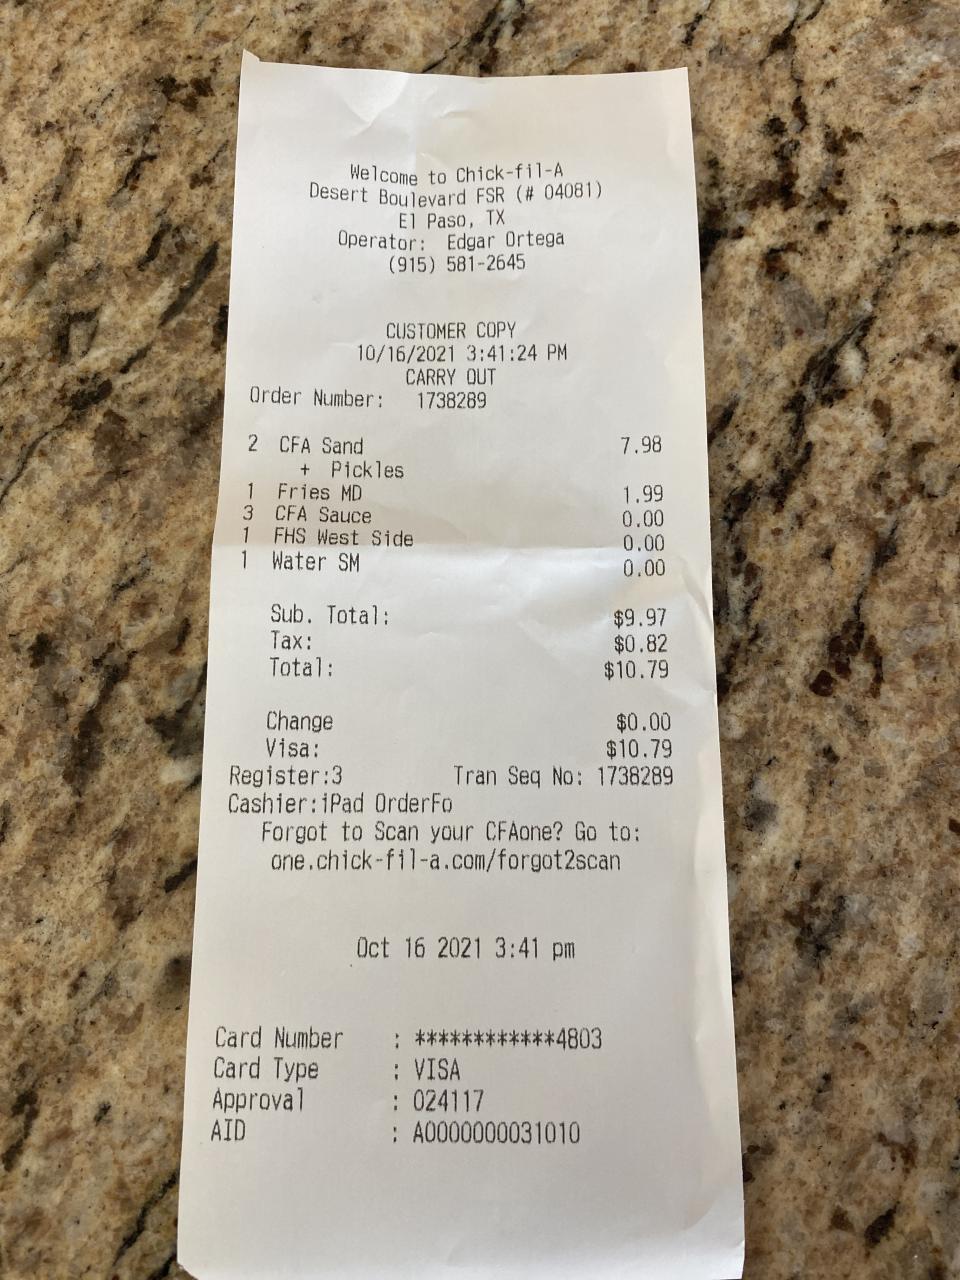 Welcome to Chick-fil-A
Desert Boulevard FSR (# 04081)
El Paso, TX
Operator: Edgar Ortega
(915) 581-2645
CUSTOMER COPY
10/16/2021 3:41:24 PM
CARRY OUT
Order Number: 1738289
2 CFA Sand 7.98
+ Pickles
1 Fries MD 1.99
3 CFA Sauce 0.00
1 FHS West Side 0.00
1 Water SM 0.00
Sub. Total: $9.97
Tax: $0.82
Total: $10.79
Change $0.00
Visa: $10.79
Register:3 Tran Seq No: 1738289
Cashier:iPad OrderFo
Forgot to Scan your CFAone? Go to:
one.chick-fil-a.com/forgot2scan
Oct 16 2021 3:41 pm
Card Number : ************4803
Card Type : VISA
Approval : 024117
AID : A0000000031010